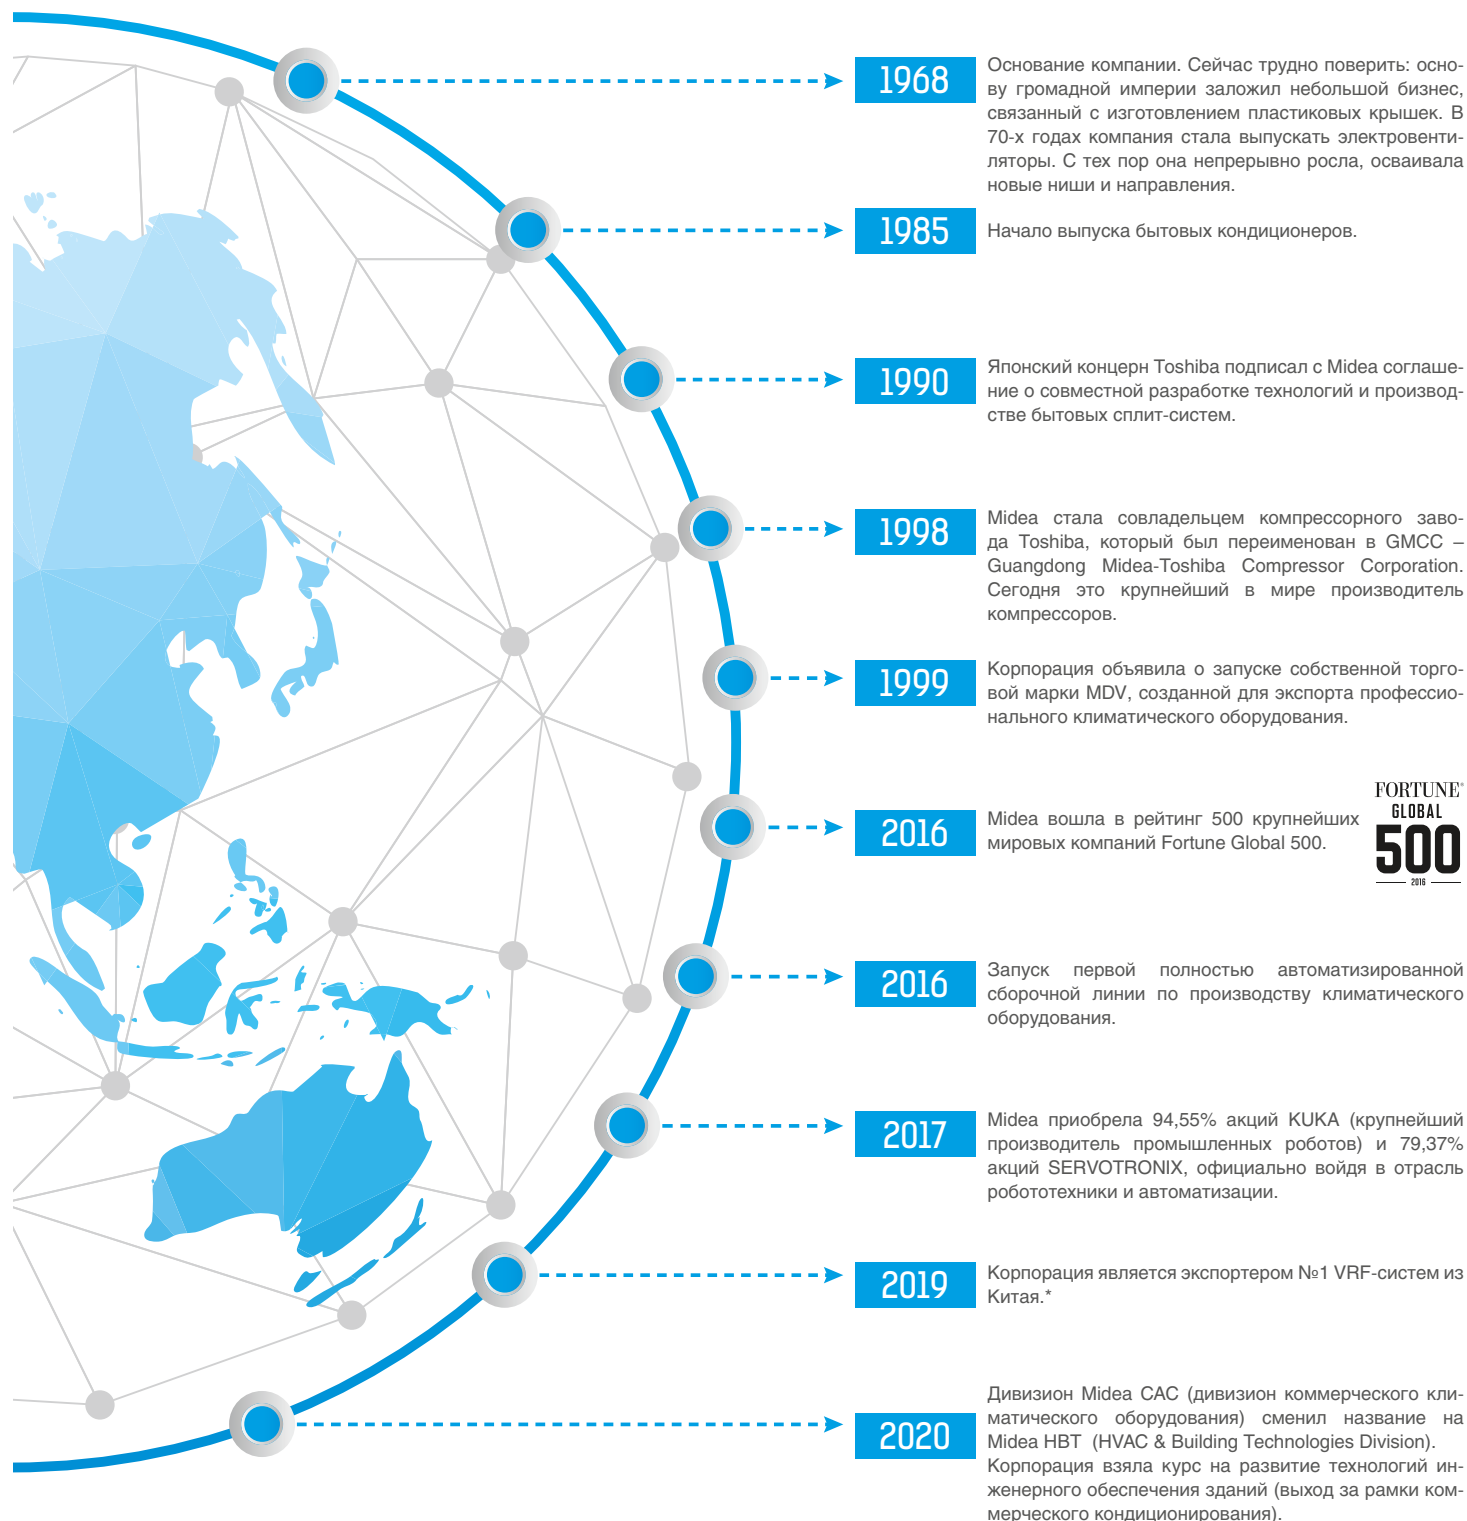 1968
Основание компании. Сейчас трудно поверить: осно-
ву громадной империи заложил небольшой бизнес,
связанный с изготовлением пластиковых крышек. В
70-х годах компания стала выпускать электровенти-
ляторы. С тех пор она непрерывно росла, осваивала
новые ниши и направления.
1985
Начало выпуска бытовых кондиционеров.
1990
Японский концерн Toshiba подписал с Midea соглаше-
ние о совместной разработке технологий и производ-
стве бытовых сплит-систем.
1998
Midea стала совладельцем компрессорного заво-
да Toshiba, который был переименован в GMCC –
Guangdong Midea-Toshiba Compressor Corporation.
Сегодня это крупнейший в мире производитель
компрессоров.
1999
Корпорация объявила о запуске собственной торго-
вой марки MDV, созданной для экспорта профессио-
нального климатического оборудования.
2016
Midea вошла в рейтинг 500 крупнейших
мировых компаний Fortune Global 500.
FORTUNE®
GLOBAL
500
2016
2016
Запуск первой полностью автоматизированной
сборочной линии по производству климатического
оборудования.
2017
Midea приобрела 94,55% акций KUKA (крупнейший
производитель промышленных роботов) и 79,37%
акций SERVOTRONIX, официально войдя в отрасль
робототехники и автоматизации.
2019
Корпорация является экспортером №1 VRF-систем из
Китая.*
2020
Дивизион Midea CAC (дивизион коммерческого кли-
матического оборудования) сменил название на
Midea HBT (HVAC & Building Technologies Division).
Корпорация взяла курс на развитие технологий ин-
женерного обеспечения зданий (выход за рамки ком-
мерческого кондиционирования).